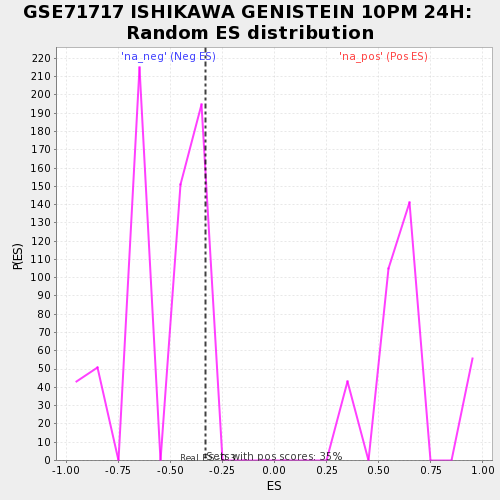 GSE71717 ISHIKAWA GENISTEIN 10PM 24H:
Random ES distribution
'na_neg' (Neg ES)
'na_pos' (Pos ES)
220
210
200
190
180
170
160
150
140
130
120
110
100
90
80
70
60
50
40
30
20
10
0
P(ES)
Real ES
Sets with pos scores: 35%
-1.00 -0.75 -0.50 -0.25 0.00 0.25 0.50 0.75 1.00
ES